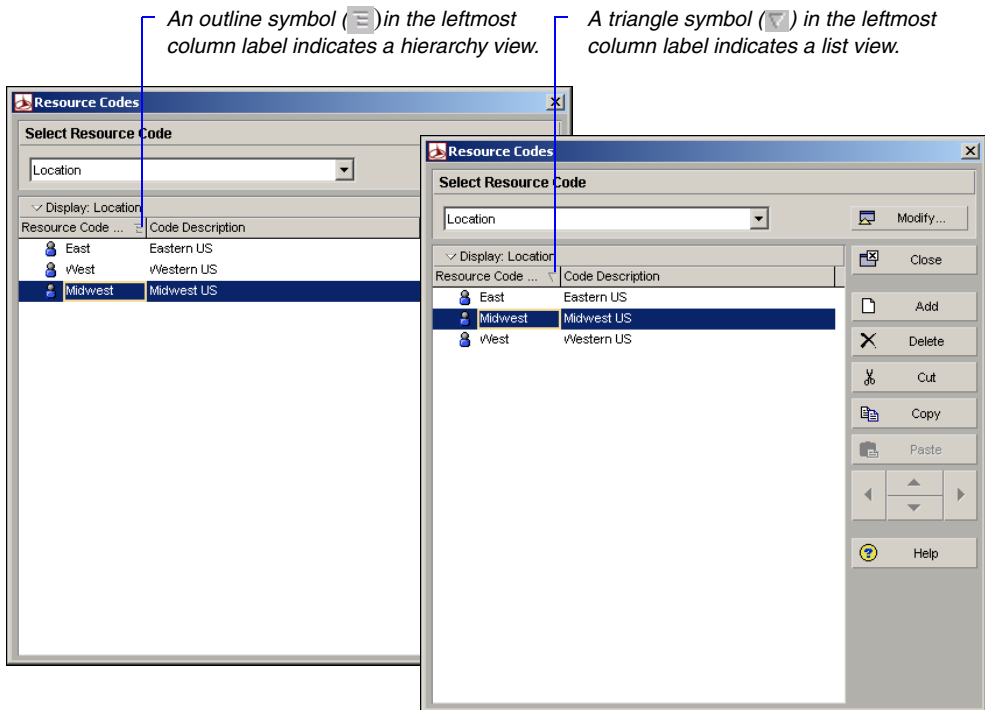 An outline symbol ( ) in the leftmost
column label indicates a hierarchy view.
A triangle symbol ( ) in the leftmost
column label indicates a list view.
Resource Codes
Select Resource Code
Location
Display: Location
Resource Code ... Code Description
East Eastern US
West Western US
Midwest Midwest US
Resource Codes
Select Resource Code
Location
Modify...
Display: Location
Close
Resource Code ... Code Description
East Eastern US
Add
Midwest Midwest US
West Western US
Delete
Cut
Copy
Paste
Help